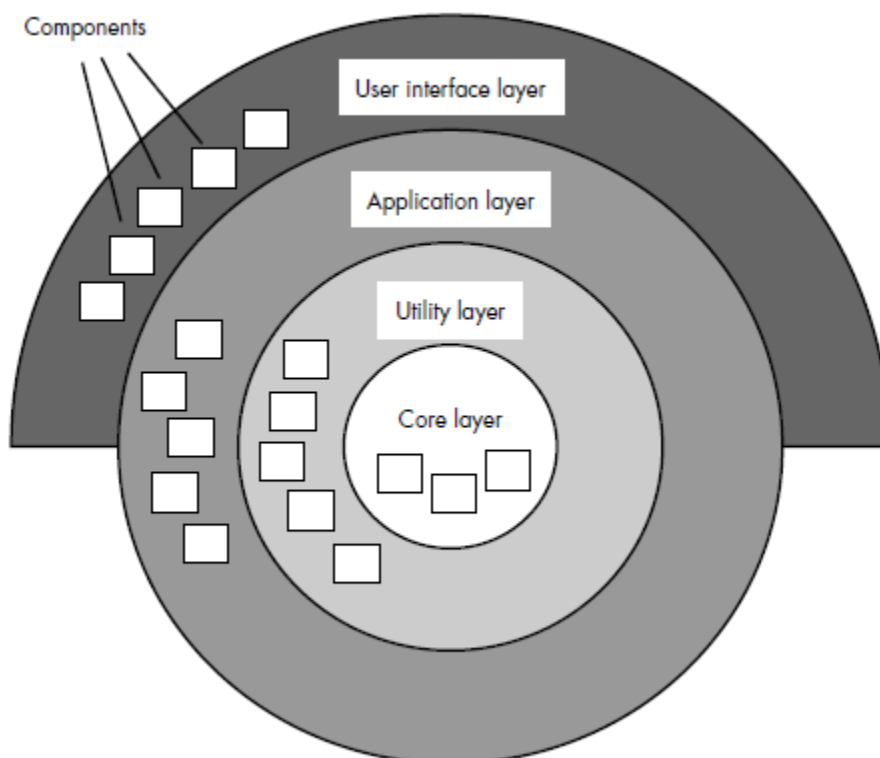 Components
User interface layer
Application layer
Utility layer
Core layer